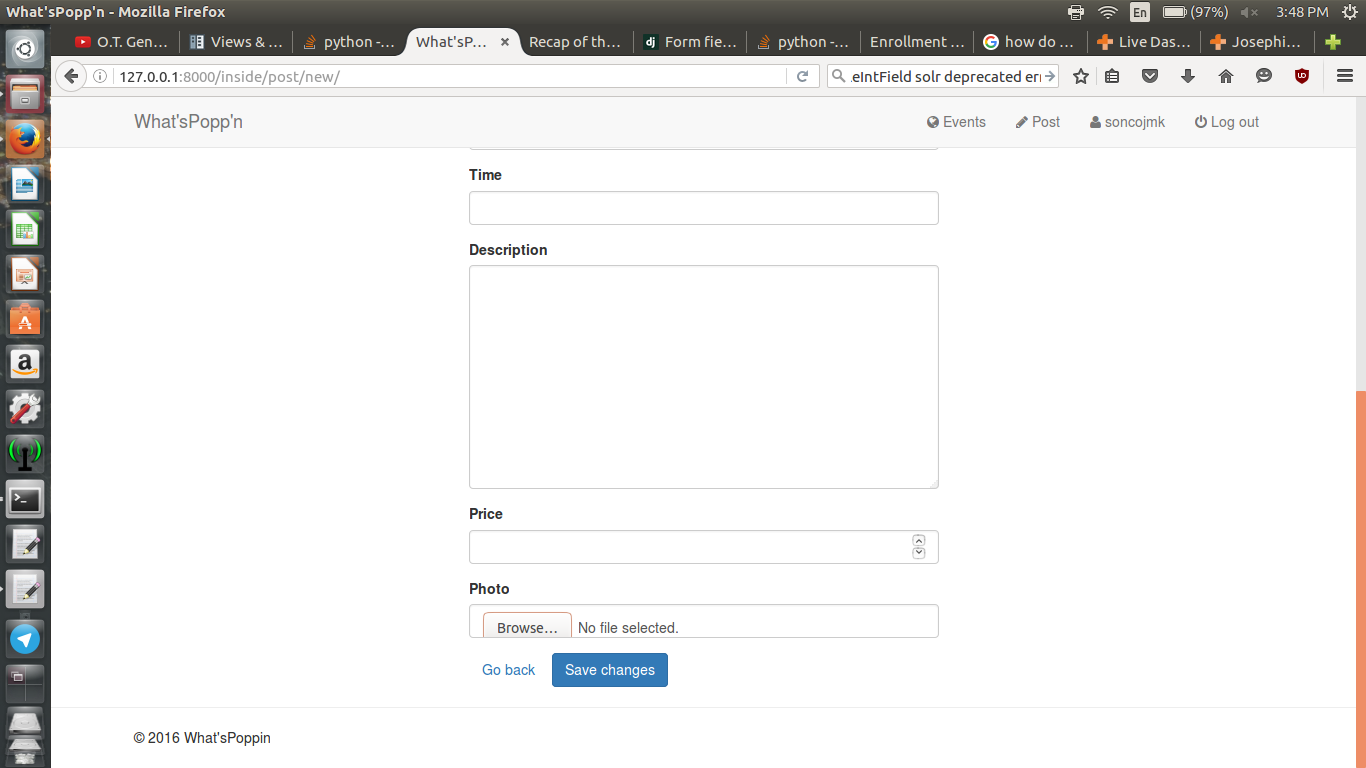 What'sPopp'n - Mozilla Firefox
En
(97%)
3:48 PM
O.T. Gen...
Views & ...
python -...
What'sP...
Recap of th...
dj
Form fie...
python -...
Enrollment ...
how do ...
Live Das...
Josephi...
127.0.0.1:8000/inside/post/new/
eIntField solr deprecated er
What'sPopp'n
Events
Post
soncojmk
Log out
Time
Description
Price
Photo
Browse...
No file selected.
Go back
Save changes
© 2016 What'sPoppin